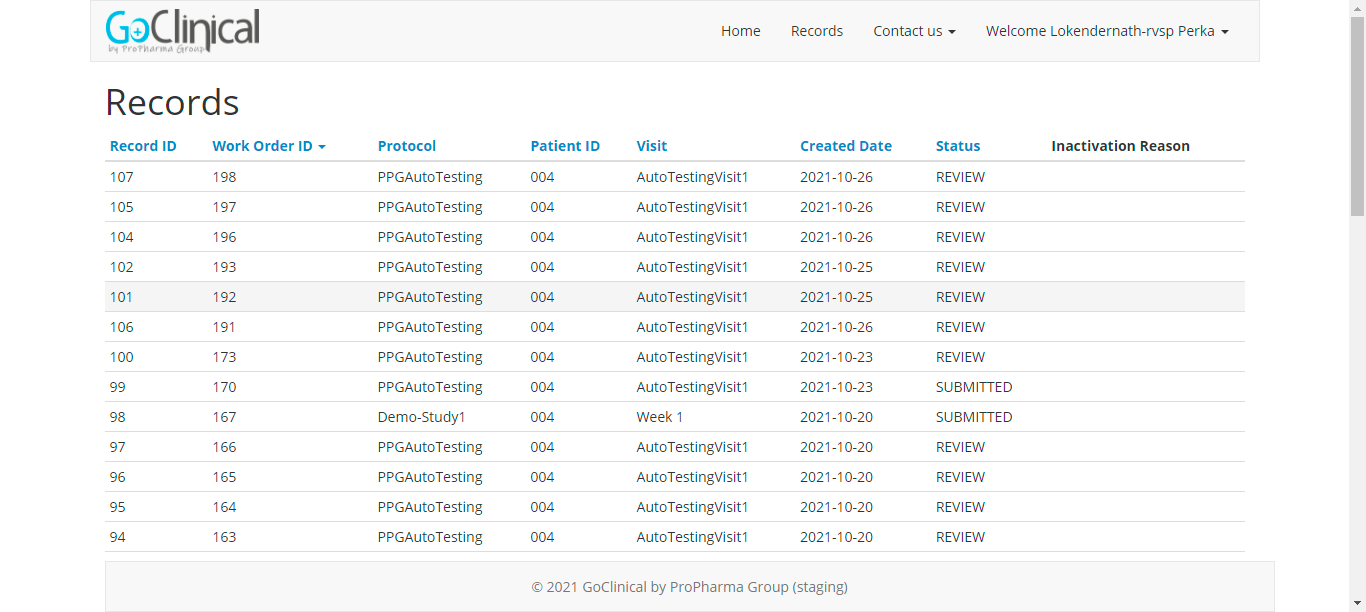 GoClinical
by ProPharma Group
Home Records Contact us Welcome Lokendernath-rvsp Perka
Records
Record ID Work Order ID Protocol Patient ID Visit Created Date Status Inactivation Reason
107 198 PPGAutoTesting 004 AutoTestingVisit1 2021-10-26 REVIEW
105 197 PPGAutoTesting 004 AutoTestingVisit1 2021-10-26 REVIEW
104 196 PPGAutoTesting 004 AutoTestingVisit1 2021-10-26 REVIEW
102 193 PPGAutoTesting 004 AutoTestingVisit1 2021-10-25 REVIEW
101 192 PPGAutoTesting 004 AutoTestingVisit1 2021-10-25 REVIEW
106 191 PPGAutoTesting 004 AutoTestingVisit1 2021-10-26 REVIEW
100 173 PPGAutoTesting 004 AutoTestingVisit1 2021-10-23 REVIEW
99 170 PPGAutoTesting 004 AutoTestingVisit1 2021-10-23 SUBMITTED
98 167 Demo-Study1 004 Week 1 2021-10-20 SUBMITTED
97 166 PPGAutoTesting 004 AutoTestingVisit1 2021-10-20 REVIEW
96 165 PPGAutoTesting 004 AutoTestingVisit1 2021-10-20 REVIEW
95 164 PPGAutoTesting 004 AutoTestingVisit1 2021-10-20 REVIEW
94 163 PPGAutoTesting 004 AutoTestingVisit1 2021-10-20 REVIEW
© 2021 GoClinical by ProPharma Group (staging)